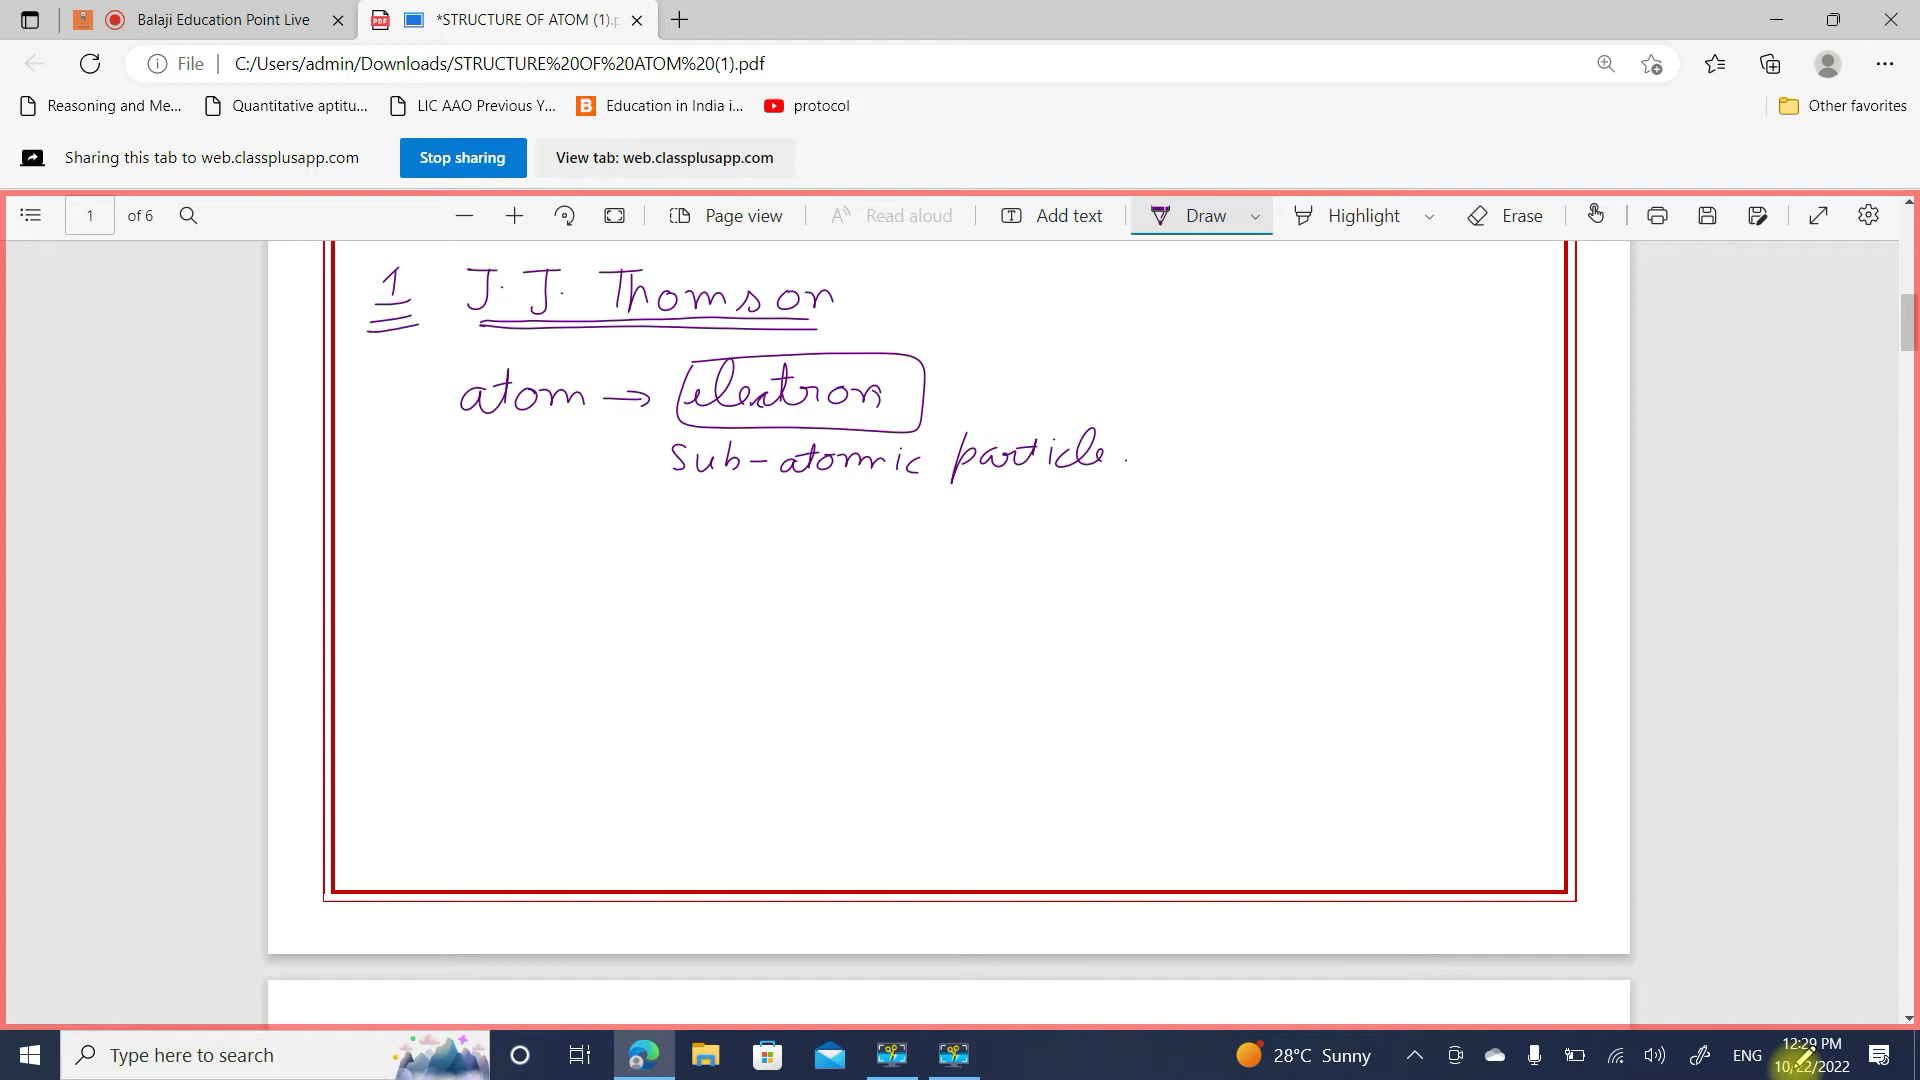 Balaji Education Point Live
*STRUCTURE OF ATOM (1).p
File C:/Users/admin/Downloads/STRUCTURE%20OF%20ATOM%20(1).pdf
Reasoning and Me... Quantitative aptitu... LIC AAO Previous Y... Education in India i... protocol Other favorites
Sharing this tab to web.classplusapp.com Stop sharing View tab: web.classplusapp.com
1 of 6 Page view Read aloud Add text Draw Highlight Erase
1 J. J. Thomson
atom → electron
Sub-atomic particle.
Type here to search 28°C Sunny ENG 12:29 PM
10/22/2022